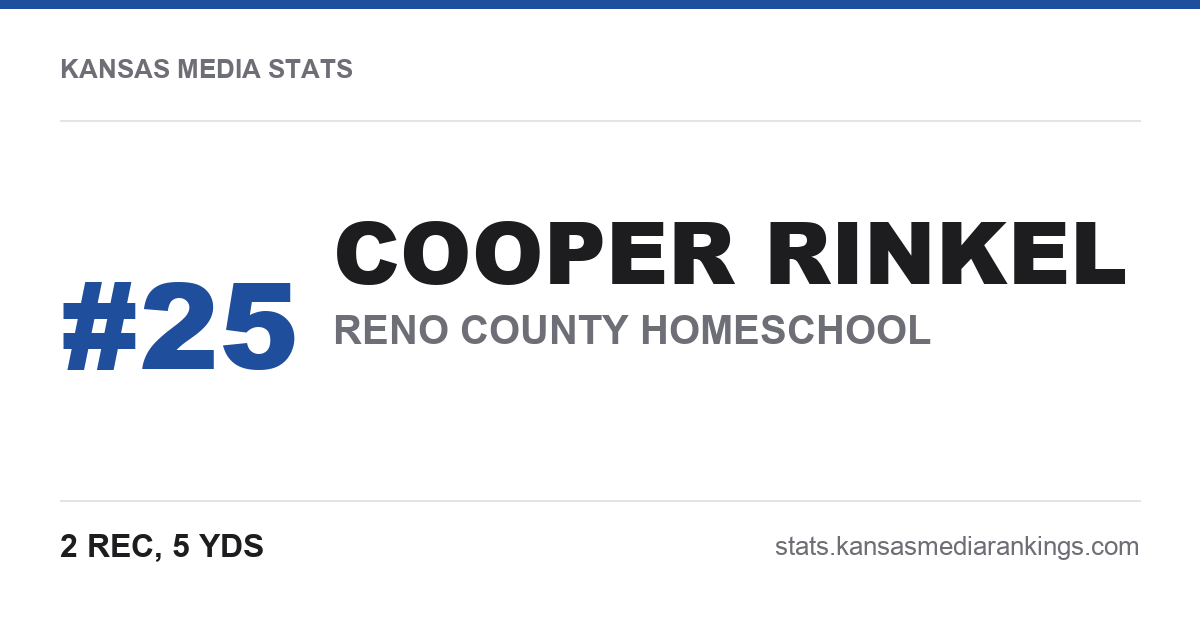 KANSAS MEDIA STATS
#25
COOPER RINKEL
RENO COUNTY HOMESCHOOL
2 REC, 5 YDS
stats.kansasmediarankings.com